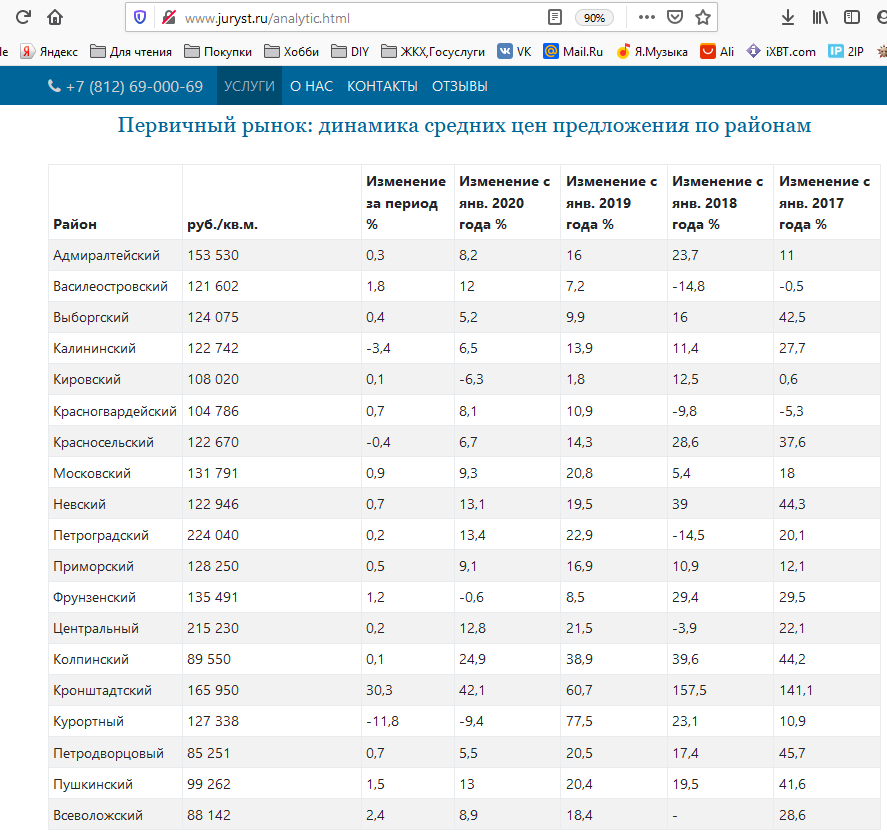 www.juryst.ru/analytic.html 90%
Яндекс Для чтения Покупки Хобби DIY ЖКХ,Госуслуги VK Mail.Ru Я.Музыка Ali iXBT.com 2IP
+7 (812) 69-000-69 УСЛУГИ О НАС КОНТАКТЫ ОТЗЫВЫ
Первичный рынок: динамика средних цен предложения по районам
Район руб./кв.м. Изменение за период % Изменение с янв. 2020 года % Изменение с янв. 2019 года % Изменение с янв. 2018 года % Изменение с янв. 2017 года %
Адмиралтейский 153 530 0,3 8,2 16 23,7 11
Василеостровский 121 602 1,8 12 7,2 -14,8 -0,5
Выборгский 124 075 0,4 5,2 9,9 16 42,5
Калининский 122 742 -3,4 6,5 13,9 11,4 27,7
Кировский 108 020 0,1 -6,3 1,8 12,5 0,6
Красногвардейский 104 786 0,7 8,1 10,9 -9,8 -5,3
Красносельский 122 670 -0,4 6,7 14,3 28,6 37,6
Московский 131 791 0,9 9,3 20,8 5,4 18
Невский 122 946 0,7 13,1 19,5 39 44,3
Петроградский 224 040 0,2 13,4 22,9 -14,5 20,1
Приморский 128 250 0,5 9,1 16,9 10,9 12,1
Фрунзенский 135 491 1,2 -0,6 8,5 29,4 29,5
Центральный 215 230 0,2 12,8 21,5 -3,9 22,1
Колпинский 89 550 0,1 24,9 38,9 39,6 44,2
Кронштадтский 165 950 30,3 42,1 60,7 157,5 141,1
Курортный 127 338 -11,8 -9,4 77,5 23,1 10,9
Петродворцовый 85 251 0,7 5,5 20,5 17,4 45,7
Пушкинский 99 262 1,5 13 20,4 19,5 41,6
Всеволожский 88 142 2,4 8,9 18,4 - 28,6